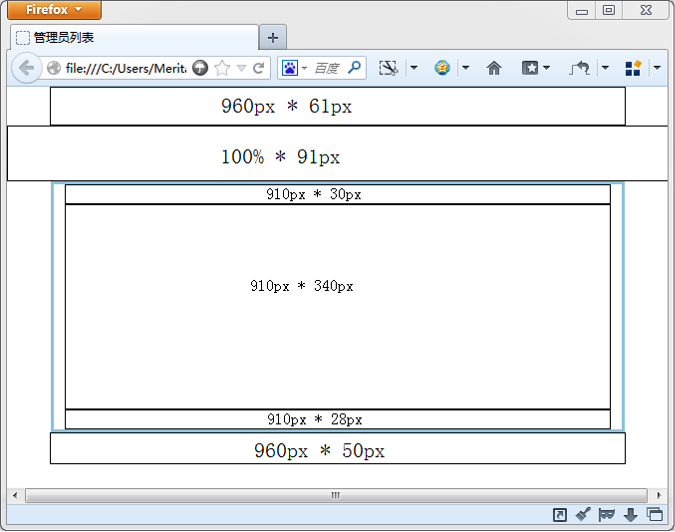 Firefox
管理员列表
file:///C:/Users/Merit
百度
960px * 61px
100% * 91px
910px * 30px
910px * 340px
910px * 28px
960px * 50px